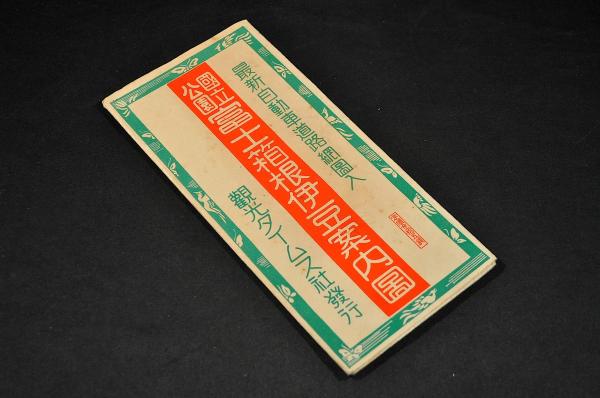 最新自動車道路網圖入
國立公園富士箱根伊豆案内圖
觀光タイムス社發行